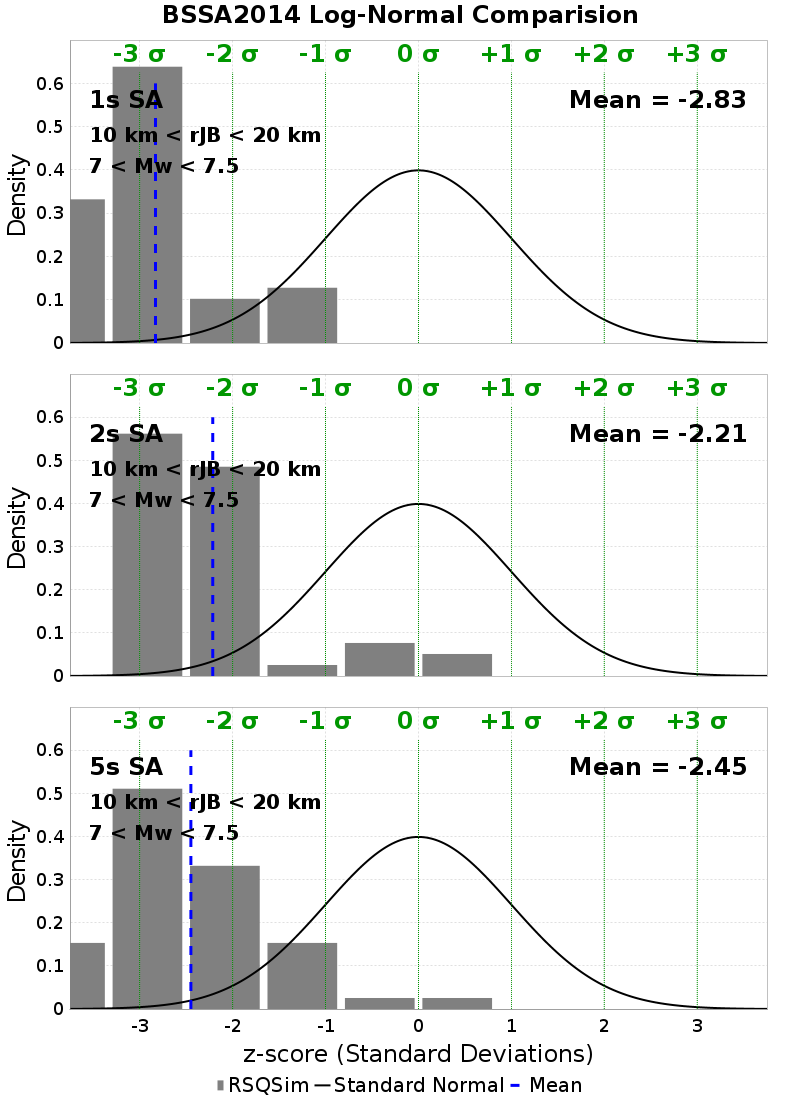 BSSA2014 Log-Normal Comparision
-3 σ -2 σ -1 σ 0 σ +1 σ +2 σ +3 σ
1s SA
Mean = -2.83
10 km < rJB < 20 km
7 < Mw < 7.5
0.6
0.5
0.4
0.3
0.2
0.1
0
Density
-3 σ -2 σ -1 σ 0 σ +1 σ +2 σ +3 σ
2s SA
Mean = -2.21
10 km < rJB < 20 km
7 < Mw < 7.5
0.6
0.5
0.4
0.3
0.2
0.1
0
Density
-3 σ -2 σ -1 σ 0 σ +1 σ +2 σ +3 σ
5s SA
Mean = -2.45
10 km < rJB < 20 km
7 < Mw < 7.5
0.6
0.5
0.4
0.3
0.2
0.1
0
Density
-3 -2 -1 0 1 2 3
z-score (Standard Deviations)
RSQSim Standard Normal Mean